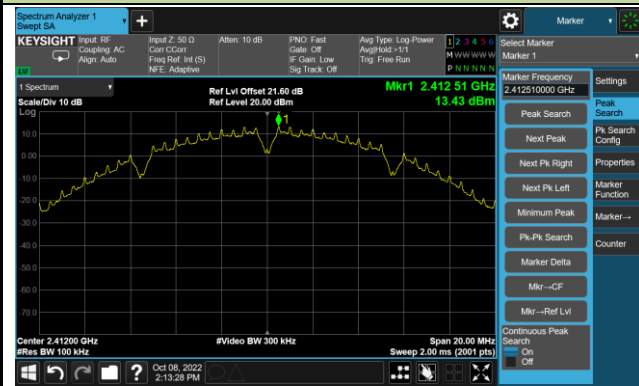 Spectrum Analyzer 1
Swept SA
+
Marker
KEYSIGHT
Input: RF
Coupling: AC
Align: Auto
Input Z: 50 Ω
Corr CCorr
Freq Ref: Int (S)
NFE: Adaptive
Atten: 10 dB
PNO: Fast
Gate: Off
IF Gain: Low
Sig Track: Off
Avg Type: Log-Power
Avg|Hold:>1/1
Trig: Free Run
1 2 3 4 5 6
M W W W W W
P N N N N N
LXI
Select Marker
Marker 1
1 Spectrum
Scale/Div 10 dB
Log
Ref Lvl Offset 21.60 dB
Ref Level 20.00 dBm
Mkr1 2.412 51 GHz
13.43 dBm
1
10.0
0.00
-10.0
-20.0
-30.0
-40.0
-50.0
-60.0
-70.0
Center 2.41200 GHz
#Res BW 100 kHz
#Video BW 300 kHz
Span 20.00 MHz
Sweep 2.00 ms (2001 pts)
Marker Frequency
2.412510000 GHz
Peak Search
Next Peak
Next Pk Right
Next Pk Left
Minimum Peak
Pk-Pk Search
Marker Delta
Mkr→CF
Mkr→Ref Lvl
Continuous Peak
Search
On
Off
Settings
Peak
Search
Pk Search
Config
Properties
Marker
Function
Marker→
Counter
?
Oct 08, 2022
2:13:28 PM